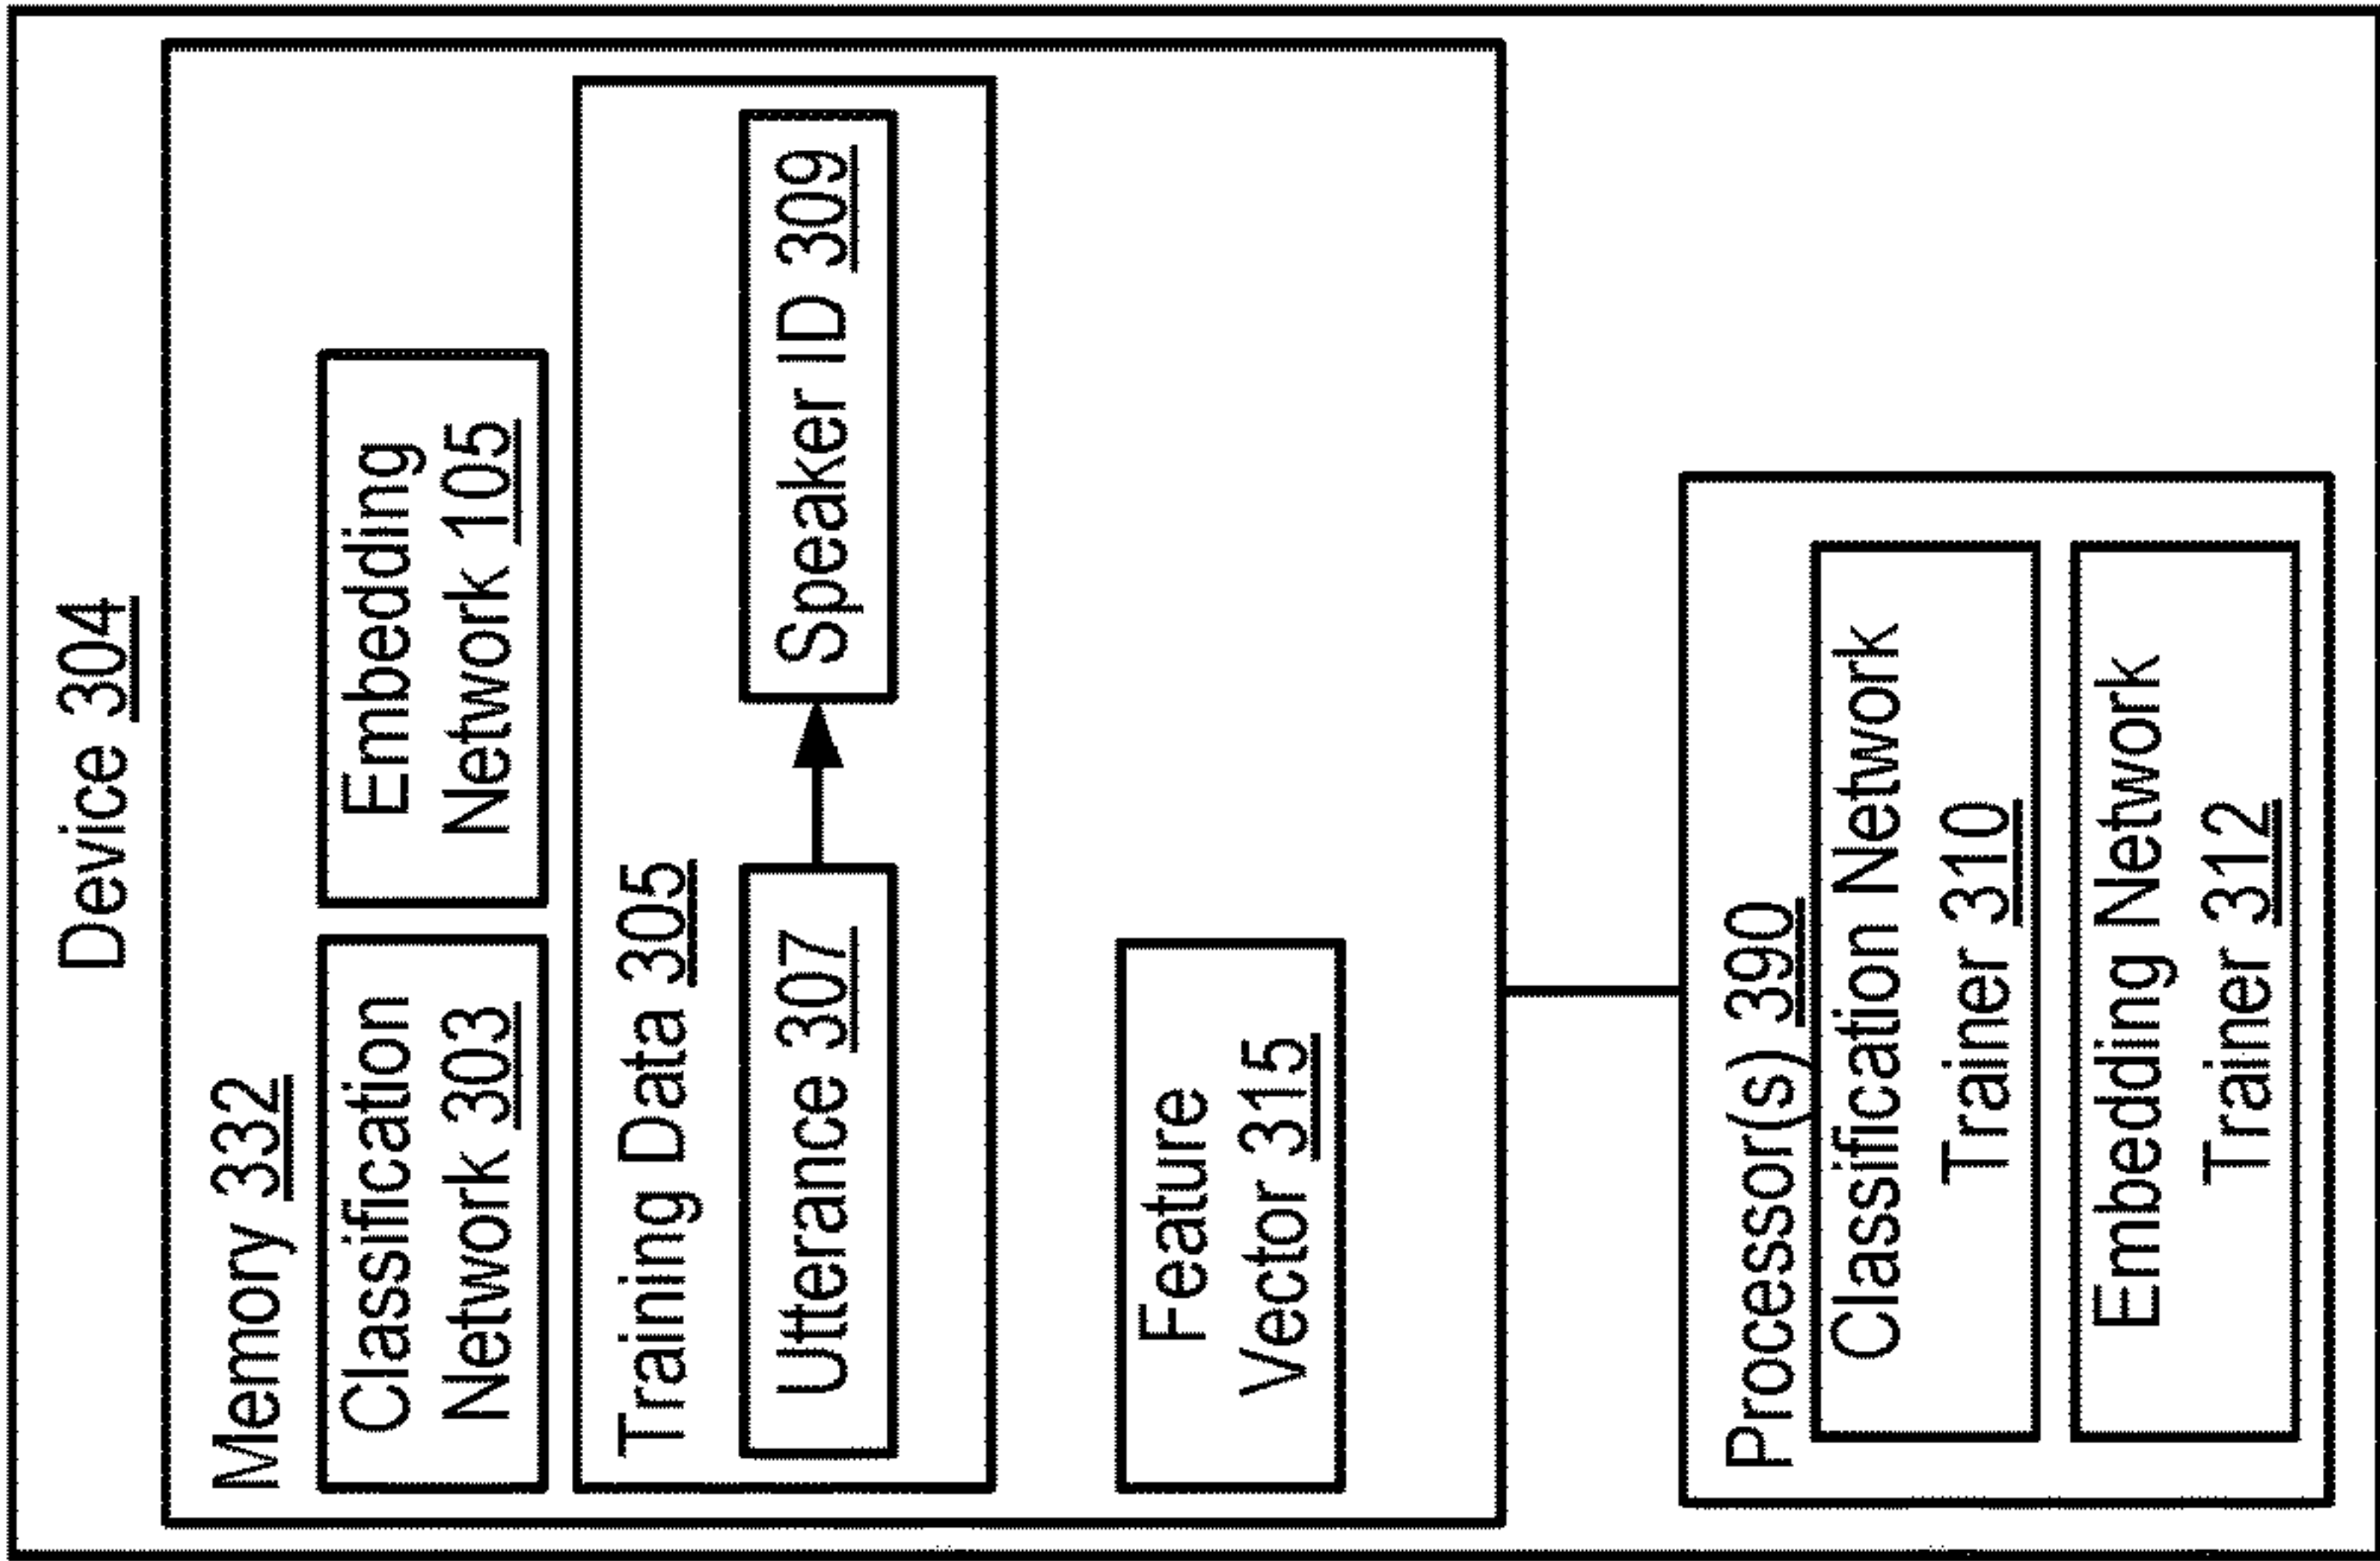 Device 304
Memory 332
Classification
Network 303
Embedding
Network 105
Training Data 305
Utterance 307
Speaker ID 309
Feature
Vector 315
Processor(s) 390
Classification Network
Trainer 310
Embedding Network
Trainer 312